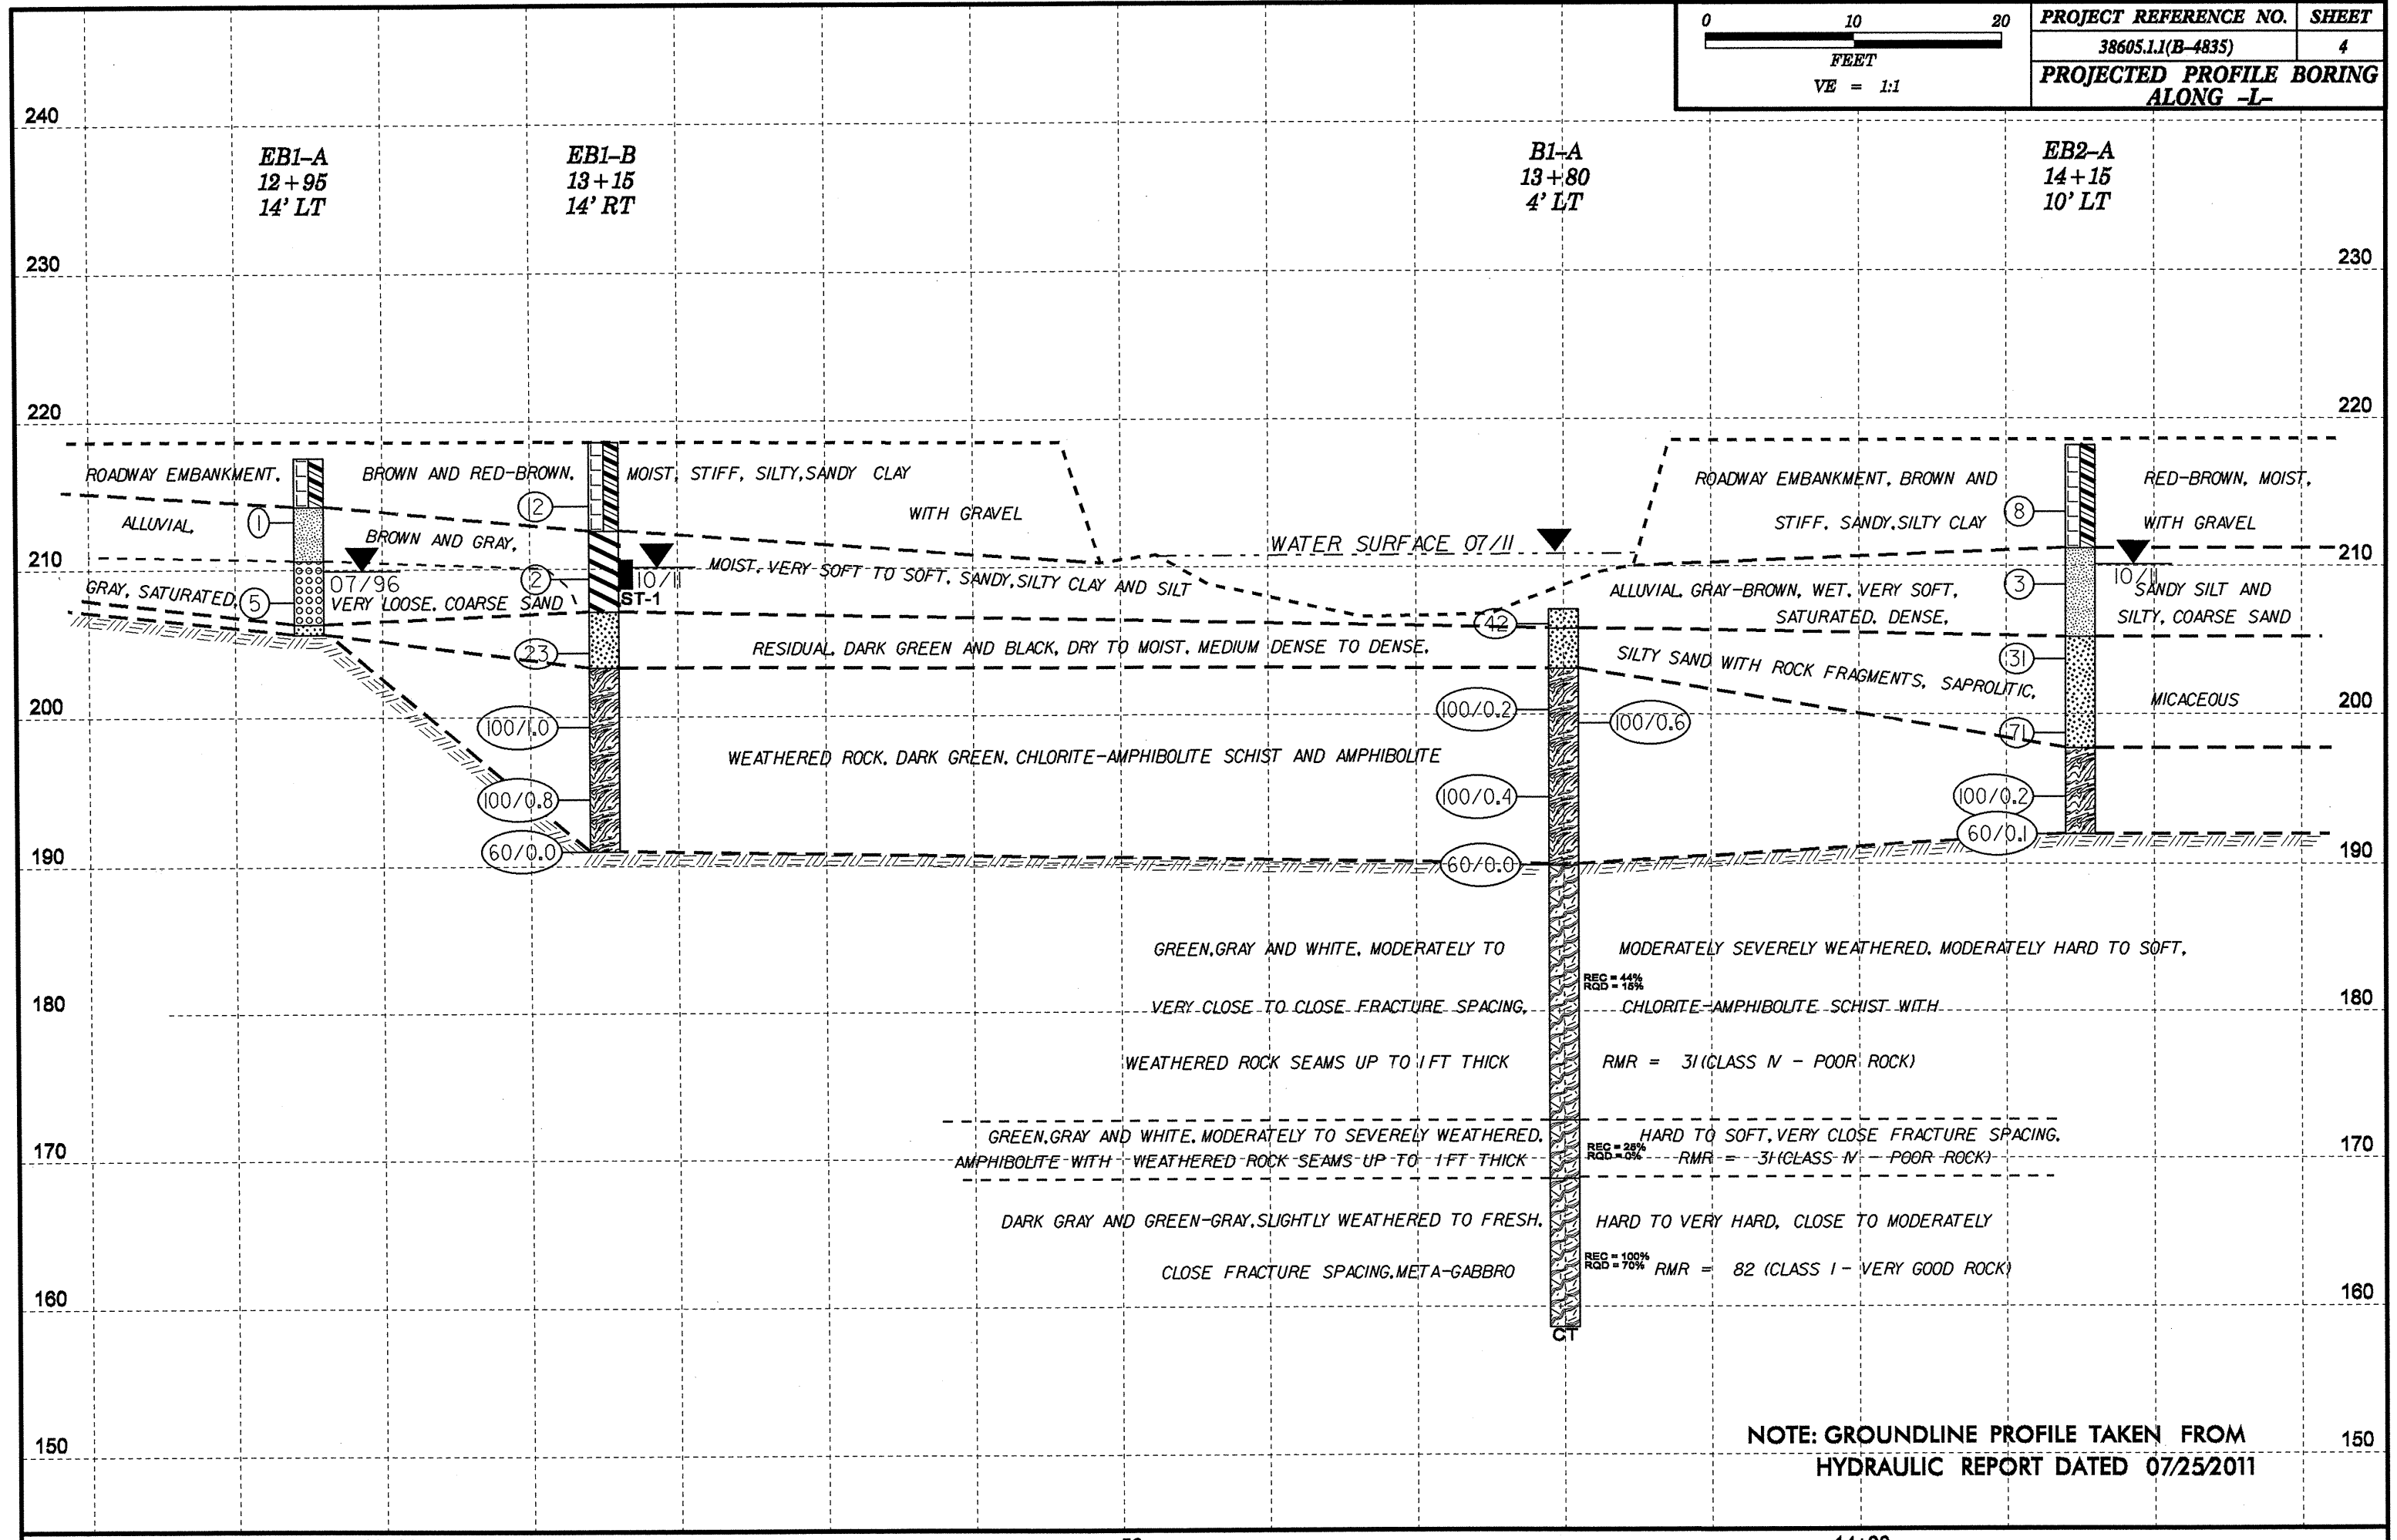 0 10 20
FEET
VE = 1:1
PROJECT REFERENCE NO. SHEET
38605.1.1(B-4835) 4
PROJECTED PROFILE BORING
ALONG -L-
240
EB1-A
12+95
14' LT
EB1-B
13+15
14' RT
B1-A
13+80
4' LT
EB2-A
14+15
10' LT
230 230
220 220
ROADWAY EMBANKMENT, BROWN AND RED-BROWN, MOIST, STIFF, SILTY, SANDY CLAY
WITH GRAVEL
ROADWAY EMBANKMENT, BROWN AND RED-BROWN, MOIST,
STIFF, SANDY, SILTY CLAY WITH GRAVEL
12
8
1
ALLUVIAL, BROWN AND GRAY,
MOIST, VERY SOFT TO SOFT, SANDY, SILTY CLAY AND SILT
WATER SURFACE 07/11
210 210
07/96
2
10/11
ST-1
10/11
GRAY, SATURATED, VERY LOOSE, COARSE SAND
5
ALLUVIAL, GRAY-BROWN, WET, VERY SOFT, SANDY SILT AND
SATURATED, DENSE, SILTY, COARSE SAND
3
42
23
RESIDUAL, DARK GREEN AND BLACK, DRY TO MOIST, MEDIUM DENSE TO DENSE,
SILTY SAND WITH ROCK FRAGMENTS, SAPROLITIC, MICACEOUS
31
200 200
100/1.0
100/0.2
100/0.6
71
WEATHERED ROCK, DARK GREEN, CHLORITE-AMPHIBOLITE SCHIST AND AMPHIBOLITE
100/0.8
100/0.4
100/0.2
60/0.0
60/0.0
60/0.1
190 190
GREEN, GRAY AND WHITE, MODERATELY TO MODERATELY SEVERELY WEATHERED, MODERATELY HARD TO SOFT,
REC = 44%
RQD = 15%
180 180
VERY CLOSE TO CLOSE FRACTURE SPACING, CHLORITE-AMPHIBOLITE SCHIST WITH
WEATHERED ROCK SEAMS UP TO 1 FT THICK RMR = 31 (CLASS IV - POOR ROCK)
GREEN, GRAY AND WHITE, MODERATELY TO SEVERELY WEATHERED, HARD TO SOFT, VERY CLOSE FRACTURE SPACING,
REC = 25%
RQD = 0%
170 170
AMPHIBOLITE WITH WEATHERED ROCK SEAMS UP TO 1 FT THICK RMR = 31 (CLASS IV - POOR ROCK)
DARK GRAY AND GREEN-GRAY, SLIGHTLY WEATHERED TO FRESH, HARD TO VERY HARD, CLOSE TO MODERATELY
REC = 100%
RQD = 70%
CLOSE FRACTURE SPACING, META-GABBRO RMR = 82 (CLASS I - VERY GOOD ROCK)
160 160
CT
150 150
NOTE: GROUNDLINE PROFILE TAKEN FROM
HYDRAULIC REPORT DATED 07/25/2011